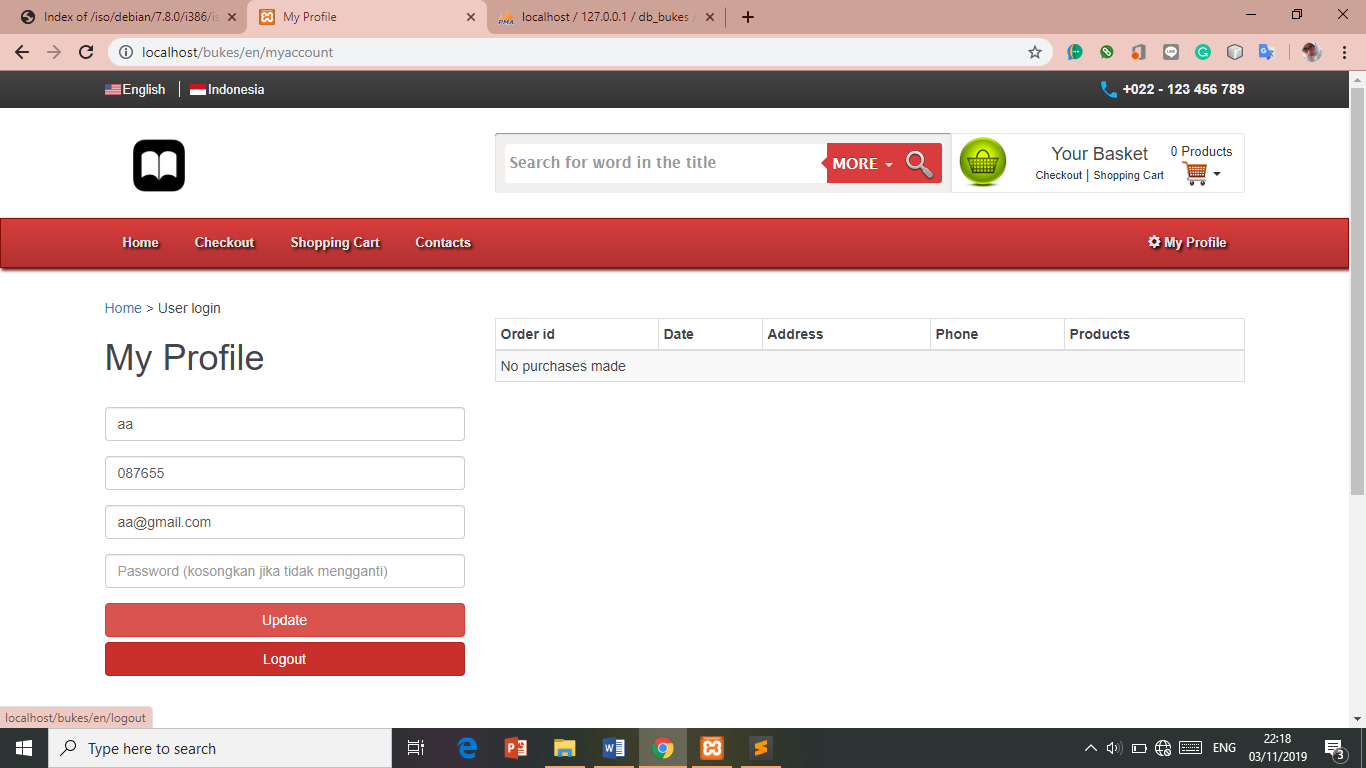 Index of /iso/debian/7.8.0/i386/is
My Profile
localhost / 127.0.0.1 / db_bukes
localhost/bukes/en/myaccount
English
Indonesia
+022 - 123 456 789
Search for word in the title
MORE
Your Basket
0 Products
Checkout | Shopping Cart
Home
Checkout
Shopping Cart
Contacts
My Profile
Home > User login
My Profile
aa
087655
aa@gmail.com
Password (kosongkan jika tidak mengganti)
Update
Logout
Order id Date Address Phone Products
No purchases made
localhost/bukes/en/logout
Type here to search
ENG
22:18
03/11/2019
3